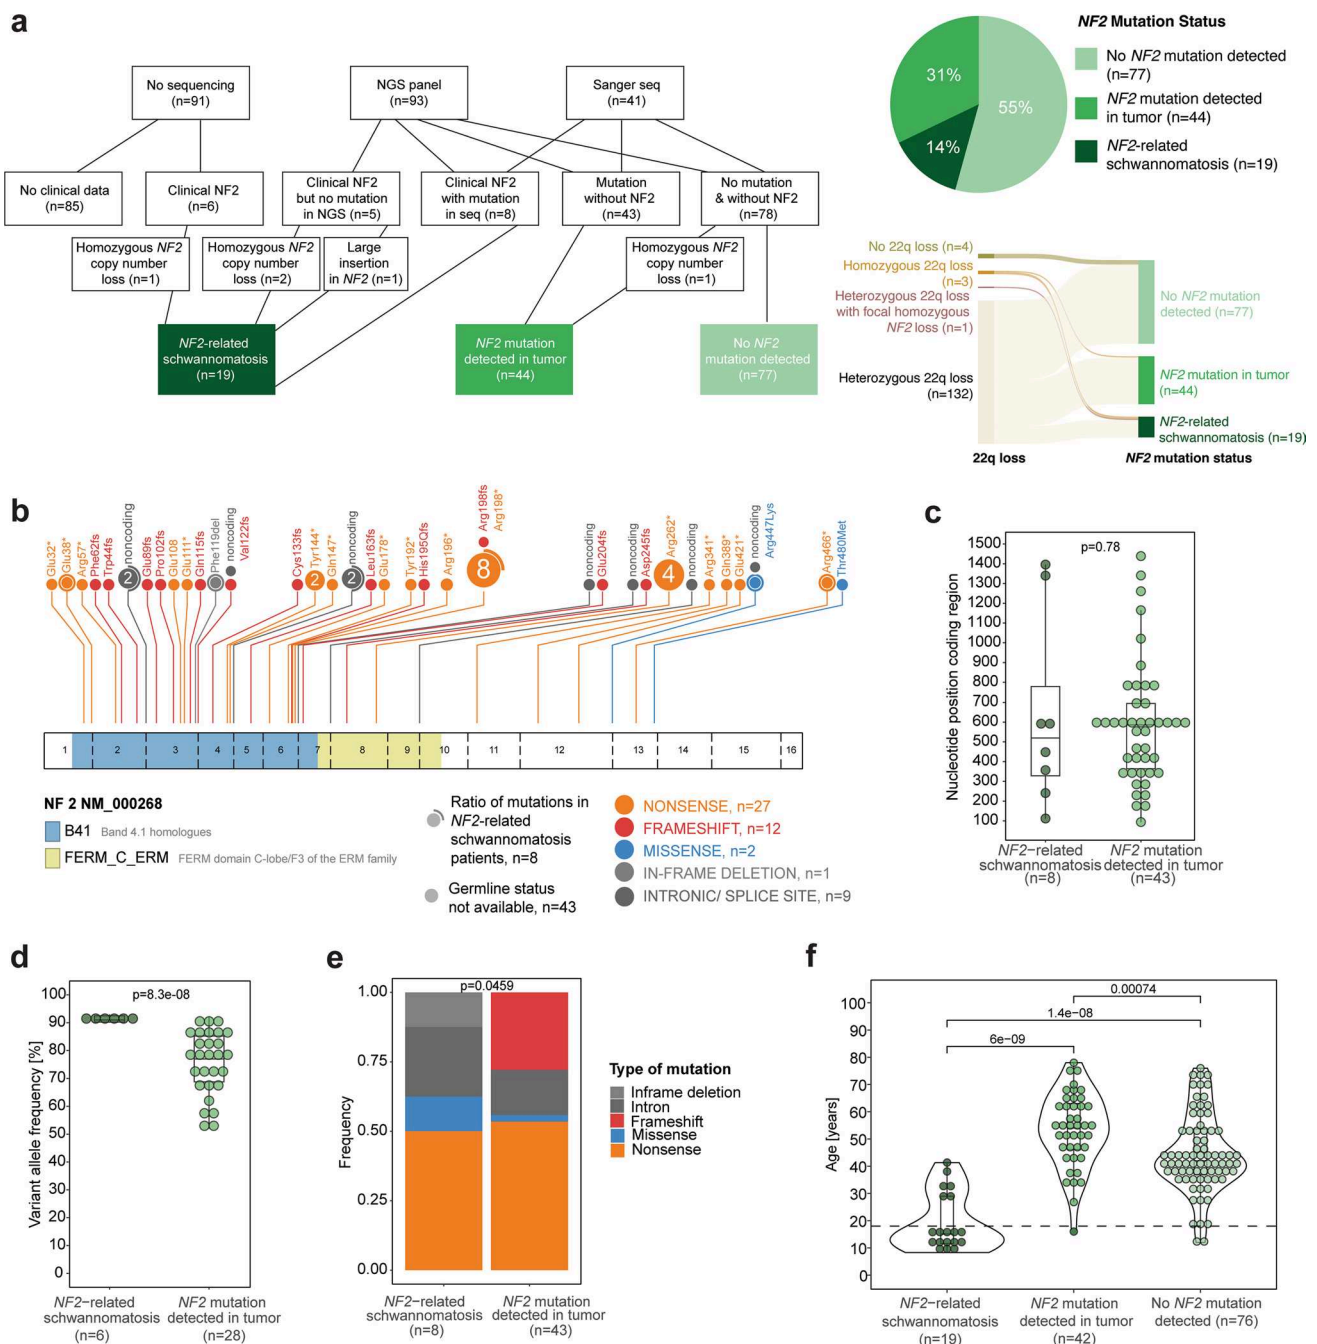 a
No sequencing
(n=91)
NGS panel
(n=93)
Sanger seq
(n=41)
No clinical data
(n=85)
Clinical NF2
(n=6)
Clinical NF2
but no mutation
in NGS (n=5)
Clinical NF2
with mutation
in seq (n=8)
Mutation
without NF2
(n=43)
No mutation
& without NF2
(n=78)
Homozygous NF2
copy number
loss (n=1)
Homozygous NF2
copy number
loss (n=2)
Large
insertion
in NF2 (n=1)
Homozygous NF2
copy number
loss (n=1)
NF2-related
schwannomatosis
(n=19)
NF2 mutation
detected in tumor
(n=44)
No NF2
mutation detected
(n=77)
NF2 Mutation Status
31%
55%
14%
No NF2 mutation detected
(n=77)
NF2 mutation detected
in tumor (n=44)
NF2-related
schwannomatosis (n=19)
No 22q loss (n=4)
Homozygous 22q loss
(n=3)
Heterozygous 22q loss
with focal homozygous
NF2 loss (n=1)
Heterozygous 22q loss
(n=132)
No NF2 mutation
detected (n=77)
NF2 mutation in tumor
(n=44)
NF2-related
schwannomatosis (n=19)
22q loss
NF2 mutation status
b
Glu32*
Glu38*
Arg57*
Phe62fs
Trp44fs
noncoding
2
Glu89fs
Pro102fs
Glu108
Glu111*
Gln115fs
Phe119del
noncoding
Val122fs
Cys133fs
Tyr144*
2
Gln147*
noncoding
2
Leu163fs
Glu178*
Tyr192*
His195Qfs
Arg196*
Arg198fs
Arg198*
8
noncoding
Glu204fs
noncoding
Asp245fs
Arg262*
4
noncoding
Arg341*
Gln389*
Glu421*
noncoding
Arg447Lys
Arg466*
Thr480Met
1
2
3
4
5
6
7
8
9
10
11
12
13
14
15
16
NF 2 NM_000268
B41 Band 4.1 homologues
FERM_C_ERM FERM domain C-lobe/F3 of the ERM family
Ratio of mutations in
NF2-related
schwannomatosis
patients, n=8
Germline status
not available, n=43
NONSENSE, n=27
FRAMESHIFT, n=12
MISSENSE, n=2
IN-FRAME DELETION, n=1
INTRONIC/ SPLICE SITE, n=9
c
Nucleotide position coding region
1500
1400
1300
1200
1100
1000
900
800
700
600
500
400
300
200
100
p=0.78
NF2−related
schwannomatosis
(n=8)
NF2 mutation
detected in tumor
(n=43)
d
Variant allele frequency [%]
100
90
80
70
60
50
40
30
20
10
0
p=8.3e-08
NF2−related
schwannomatosis
(n=6)
NF2 mutation
detected in tumor
(n=28)
e
Frequency
1.00
0.75
0.50
0.25
0.00
p=0.0459
NF2−related
schwannomatosis
(n=8)
NF2 mutation
detected in tumor
(n=43)
Type of mutation
Inframe deletion
Intron
Frameshift
Missense
Nonsense
f
Age [years]
100
90
80
70
60
50
40
30
20
10
0
0.00074
1.4e−08
6e−09
NF2−related
schwannomatosis
(n=19)
NF2 mutation
detected in tumor
(n=42)
No NF2 mutation
detected (n=76)